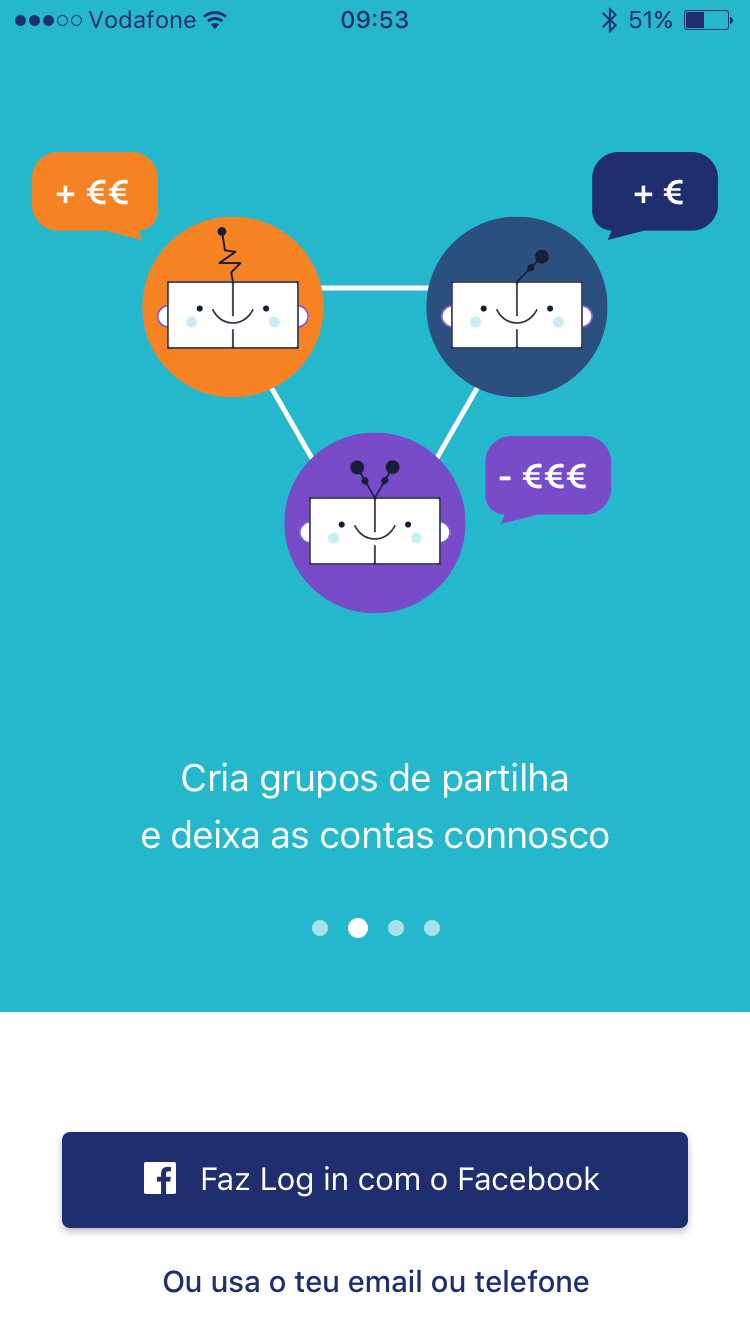 Vodafone 09:53 51%
+ €€
+ €
- €€€
Cria grupos de partilha
e deixa as contas connosco
Faz Log in com o Facebook
Ou usa o teu email ou telefone